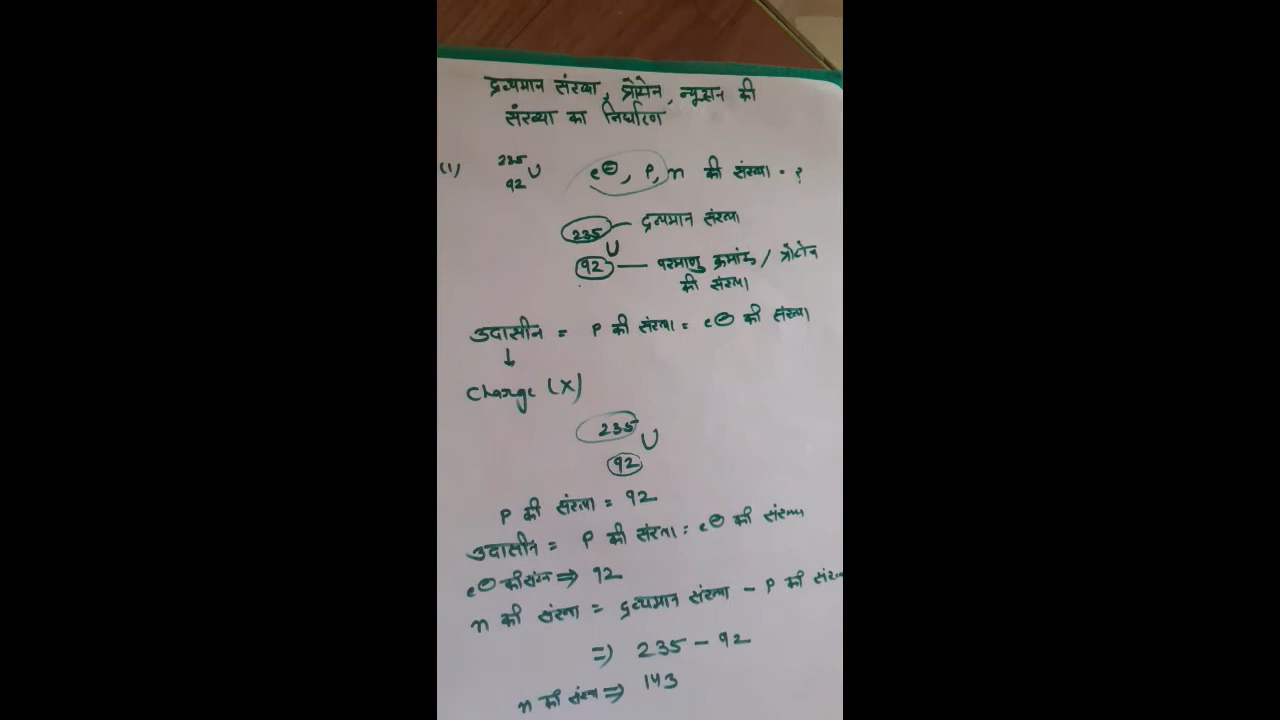 द्रव्यमान संख्या, प्रोटोन, न्यूट्रान की
संख्या का निर्धारण
(1) 235 92 U e⊖, P, n की संख्या . ?
235 — द्रव्यमान संख्या
U
92 — परमाणु क्रमांक / प्रोटोन
की संख्या
उदासीन = P की संख्या = e⊖ की संख्या
↓
Charge (X)
235
U
92
P की संख्या = 92
उदासीन = P की संख्या = e⊖ की संख्या
e⊖ की संख्या ⇒ 92
n की संख्या = द्रव्यमान संख्या – P की संख्या
⇒ 235 – 92
n की संख्या ⇒ 143